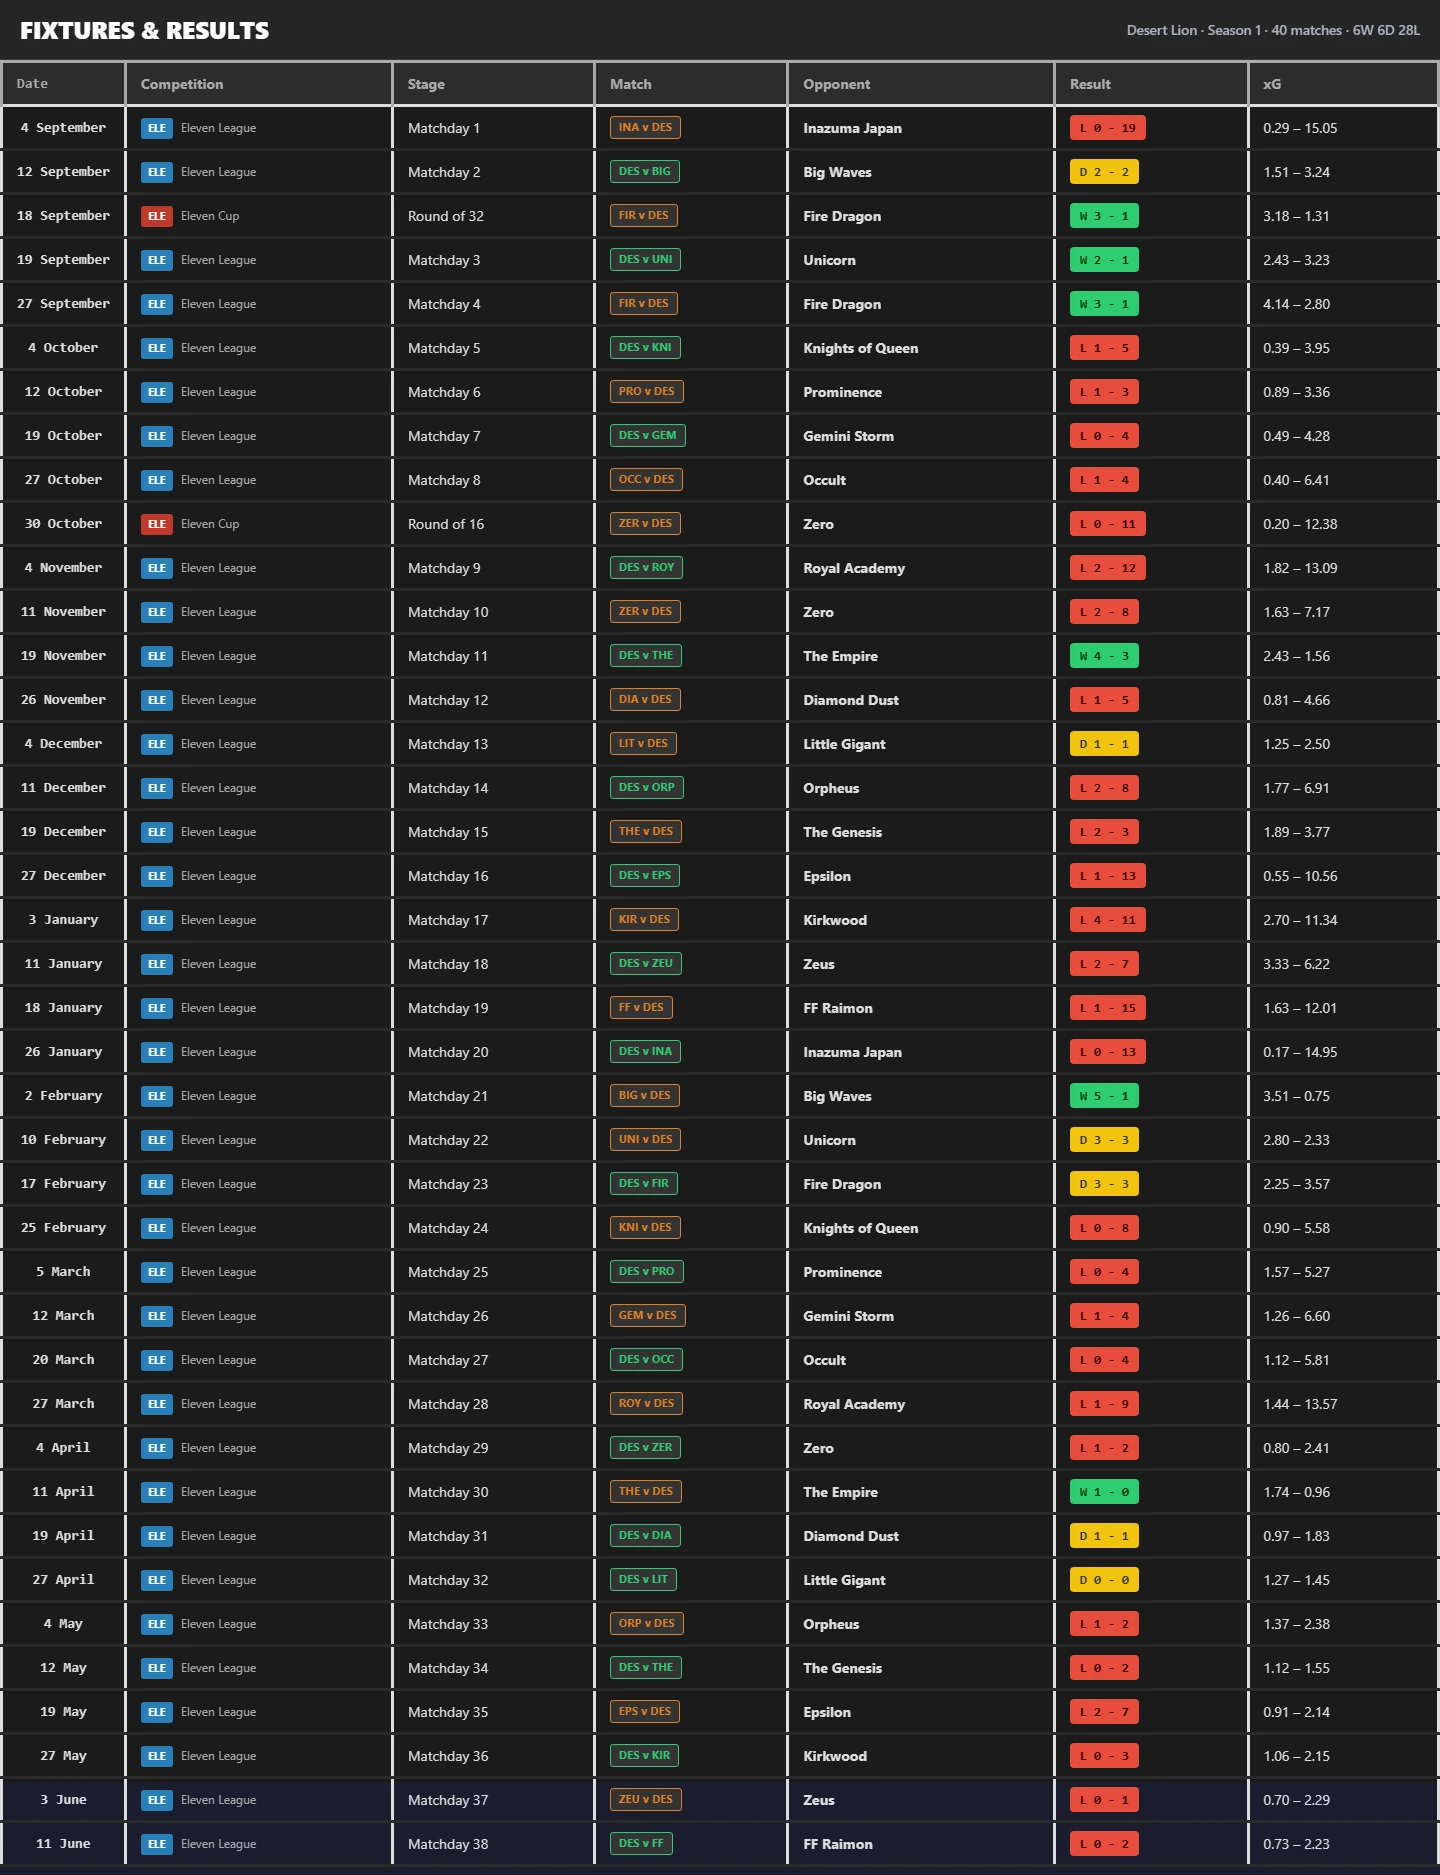 FIXTURES & RESULTS
Desert Lion · Season 1 · 40 matches · 6W 6D 28L
Date Competition Stage Match Opponent Result xG
4 September ELE Eleven League Matchday 1 INA v DES Inazuma Japan L 0 - 19 0.29 – 15.05
12 September ELE Eleven League Matchday 2 DES v BIG Big Waves D 2 - 2 1.51 – 3.24
18 September ELE Eleven Cup Round of 32 FIR v DES Fire Dragon W 3 - 1 3.18 – 1.31
19 September ELE Eleven League Matchday 3 DES v UNI Unicorn W 2 - 1 2.43 – 3.23
27 September ELE Eleven League Matchday 4 FIR v DES Fire Dragon W 3 - 1 4.14 – 2.80
4 October ELE Eleven League Matchday 5 DES v KNI Knights of Queen L 1 - 5 0.39 – 3.95
12 October ELE Eleven League Matchday 6 PRO v DES Prominence L 1 - 3 0.89 – 3.36
19 October ELE Eleven League Matchday 7 DES v GEM Gemini Storm L 0 - 4 0.49 – 4.28
27 October ELE Eleven League Matchday 8 OCC v DES Occult L 1 - 4 0.40 – 6.41
30 October ELE Eleven Cup Round of 16 ZER v DES Zero L 0 - 11 0.20 – 12.38
4 November ELE Eleven League Matchday 9 DES v ROY Royal Academy L 2 - 12 1.82 – 13.09
11 November ELE Eleven League Matchday 10 ZER v DES Zero L 2 - 8 1.63 – 7.17
19 November ELE Eleven League Matchday 11 DES v THE The Empire W 4 - 3 2.43 – 1.56
26 November ELE Eleven League Matchday 12 DIA v DES Diamond Dust L 1 - 5 0.81 – 4.66
4 December ELE Eleven League Matchday 13 LIT v DES Little Gigant D 1 - 1 1.25 – 2.50
11 December ELE Eleven League Matchday 14 DES v ORP Orpheus L 2 - 8 1.77 – 6.91
19 December ELE Eleven League Matchday 15 THE v DES The Genesis L 2 - 3 1.89 – 3.77
27 December ELE Eleven League Matchday 16 DES v EPS Epsilon L 1 - 13 0.55 – 10.56
3 January ELE Eleven League Matchday 17 KIR v DES Kirkwood L 4 - 11 2.70 – 11.34
11 January ELE Eleven League Matchday 18 DES v ZEU Zeus L 2 - 7 3.33 – 6.22
18 January ELE Eleven League Matchday 19 FF v DES FF Raimon L 1 - 15 1.63 – 12.01
26 January ELE Eleven League Matchday 20 DES v INA Inazuma Japan L 0 - 13 0.17 – 14.95
2 February ELE Eleven League Matchday 21 BIG v DES Big Waves W 5 - 1 3.51 – 0.75
10 February ELE Eleven League Matchday 22 UNI v DES Unicorn D 3 - 3 2.80 – 2.33
17 February ELE Eleven League Matchday 23 DES v FIR Fire Dragon D 3 - 3 2.25 – 3.57
25 February ELE Eleven League Matchday 24 KNI v DES Knights of Queen L 0 - 8 0.90 – 5.58
5 March ELE Eleven League Matchday 25 DES v PRO Prominence L 0 - 4 1.57 – 5.27
12 March ELE Eleven League Matchday 26 GEM v DES Gemini Storm L 1 - 4 1.26 – 6.60
20 March ELE Eleven League Matchday 27 DES v OCC Occult L 0 - 4 1.12 – 5.81
27 March ELE Eleven League Matchday 28 ROY v DES Royal Academy L 1 - 9 1.44 – 13.57
4 April ELE Eleven League Matchday 29 DES v ZER Zero L 1 - 2 0.80 – 2.41
11 April ELE Eleven League Matchday 30 THE v DES The Empire W 1 - 0 1.74 – 0.96
19 April ELE Eleven League Matchday 31 DES v DIA Diamond Dust D 1 - 1 0.97 – 1.83
27 April ELE Eleven League Matchday 32 DES v LIT Little Gigant D 0 - 0 1.27 – 1.45
4 May ELE Eleven League Matchday 33 ORP v DES Orpheus L 1 - 2 1.37 – 2.38
12 May ELE Eleven League Matchday 34 DES v THE The Genesis L 0 - 2 1.12 – 1.55
19 May ELE Eleven League Matchday 35 EPS v DES Epsilon L 2 - 7 0.91 – 2.14
27 May ELE Eleven League Matchday 36 DES v KIR Kirkwood L 0 - 3 1.06 – 2.15
3 June ELE Eleven League Matchday 37 ZEU v DES Zeus L 0 - 1 0.70 – 2.29
11 June ELE Eleven League Matchday 38 DES v FF FF Raimon L 0 - 2 0.73 – 2.23